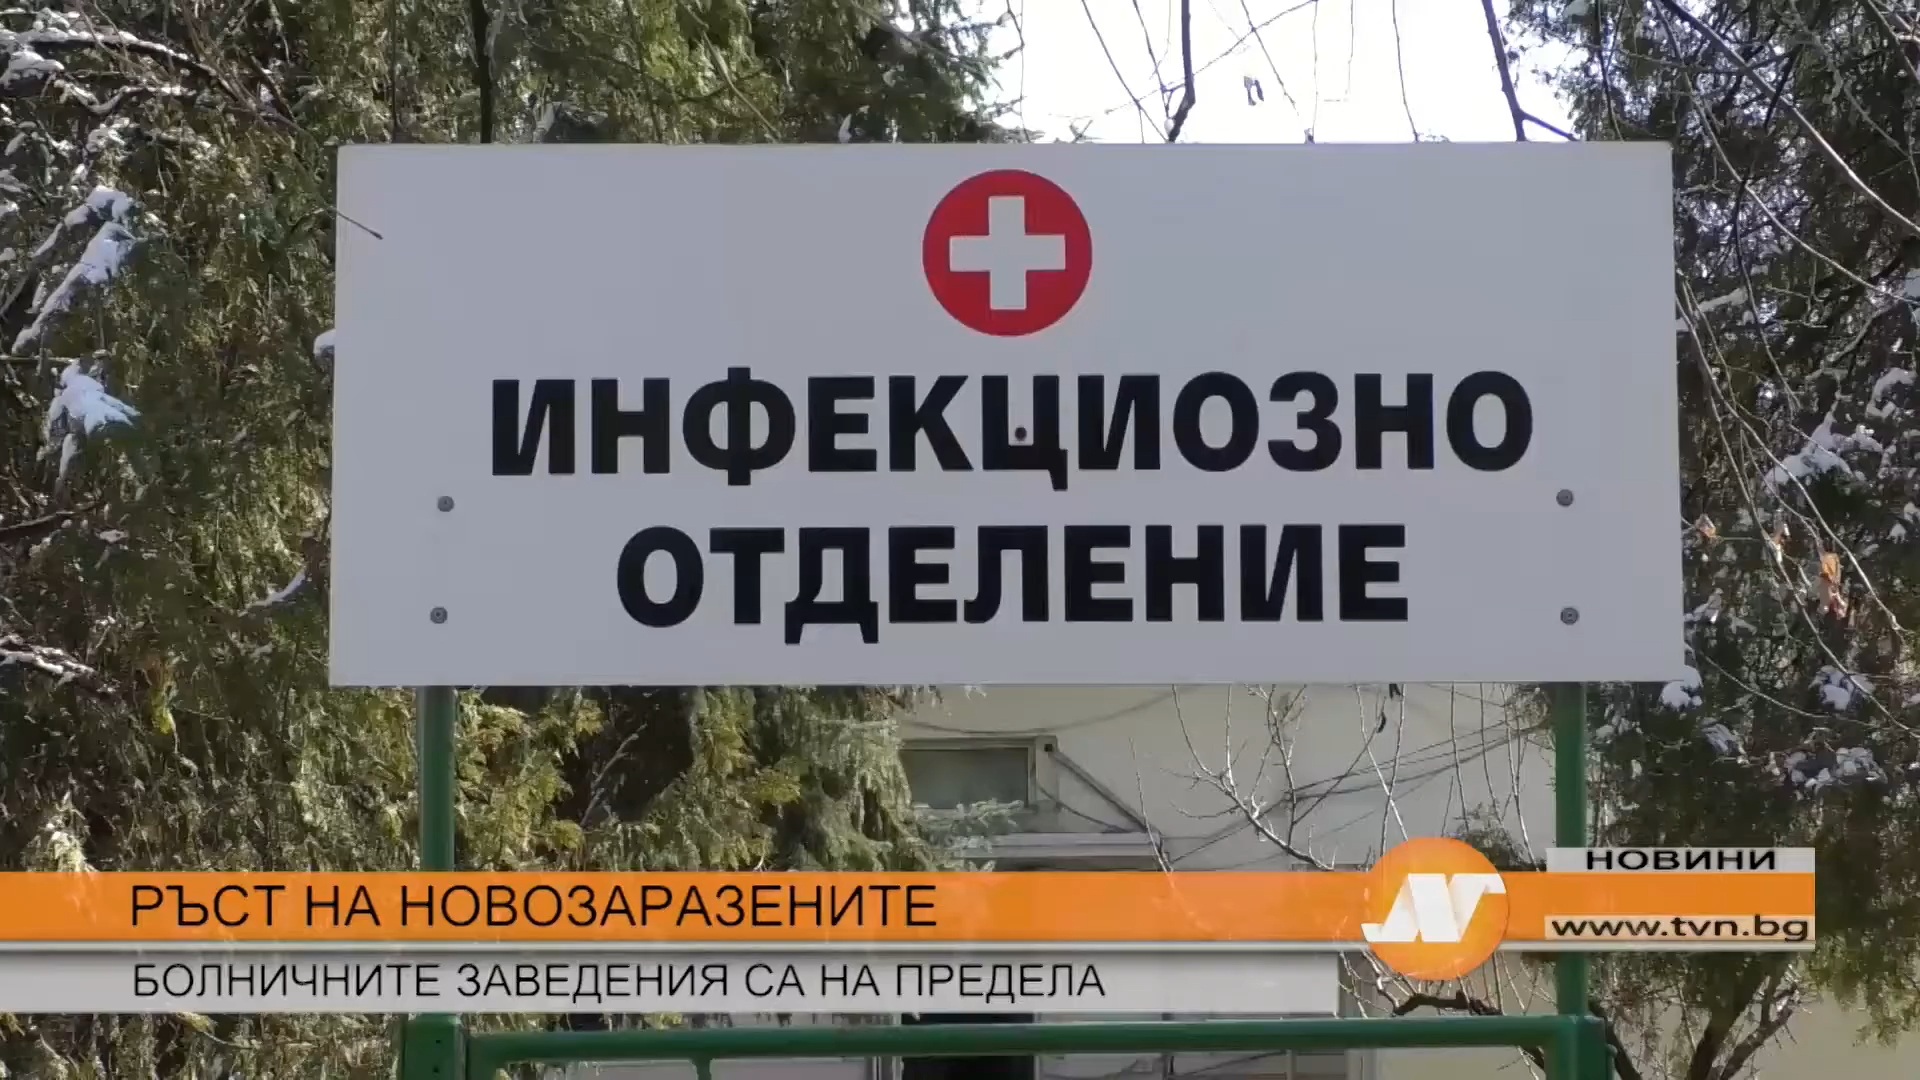 ИНФЕКЦИОЗНО
ОТДЕЛЕНИЕ
РЪСТ НА НОВОЗАРАЗЕНИТЕ
НОВИНИ
www.tvn.bg
БОЛНИЧНИТЕ ЗАВЕДЕНИЯ СА НА ПРЕДЕЛА